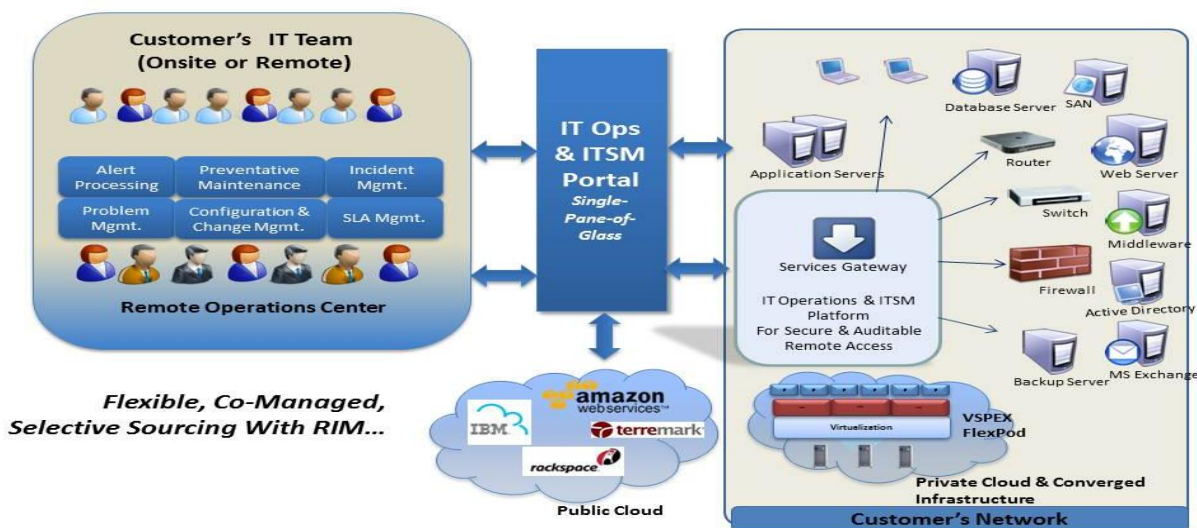 Customer's IT Team
(Onsite or Remote)
Alert
Processing
Preventative
Maintenance
Incident
Mgmt.
Problem
Mgmt.
Configuration &
Change Mgmt.
SLA Mgmt.
Remote Operations Center
Flexible, Co-Managed,
Selective Sourcing With RIM...
IT Ops
& ITSM
Portal
Single-
Pane-of-
Glass
IBM
amazon
webservices™
terremark
rackspace
Public Cloud
Database Server
SAN
Application Servers
Router
Web Server
Switch
Middleware
Services Gateway
Firewall
IT Operations & ITSM
Platform
For Secure & Auditable
Remote Access
Active Directory
Backup Server
MS Exchange
Virtualization
VSPEX
FlexPod
Private Cloud & Converged
Infrastructure
Customer's Network